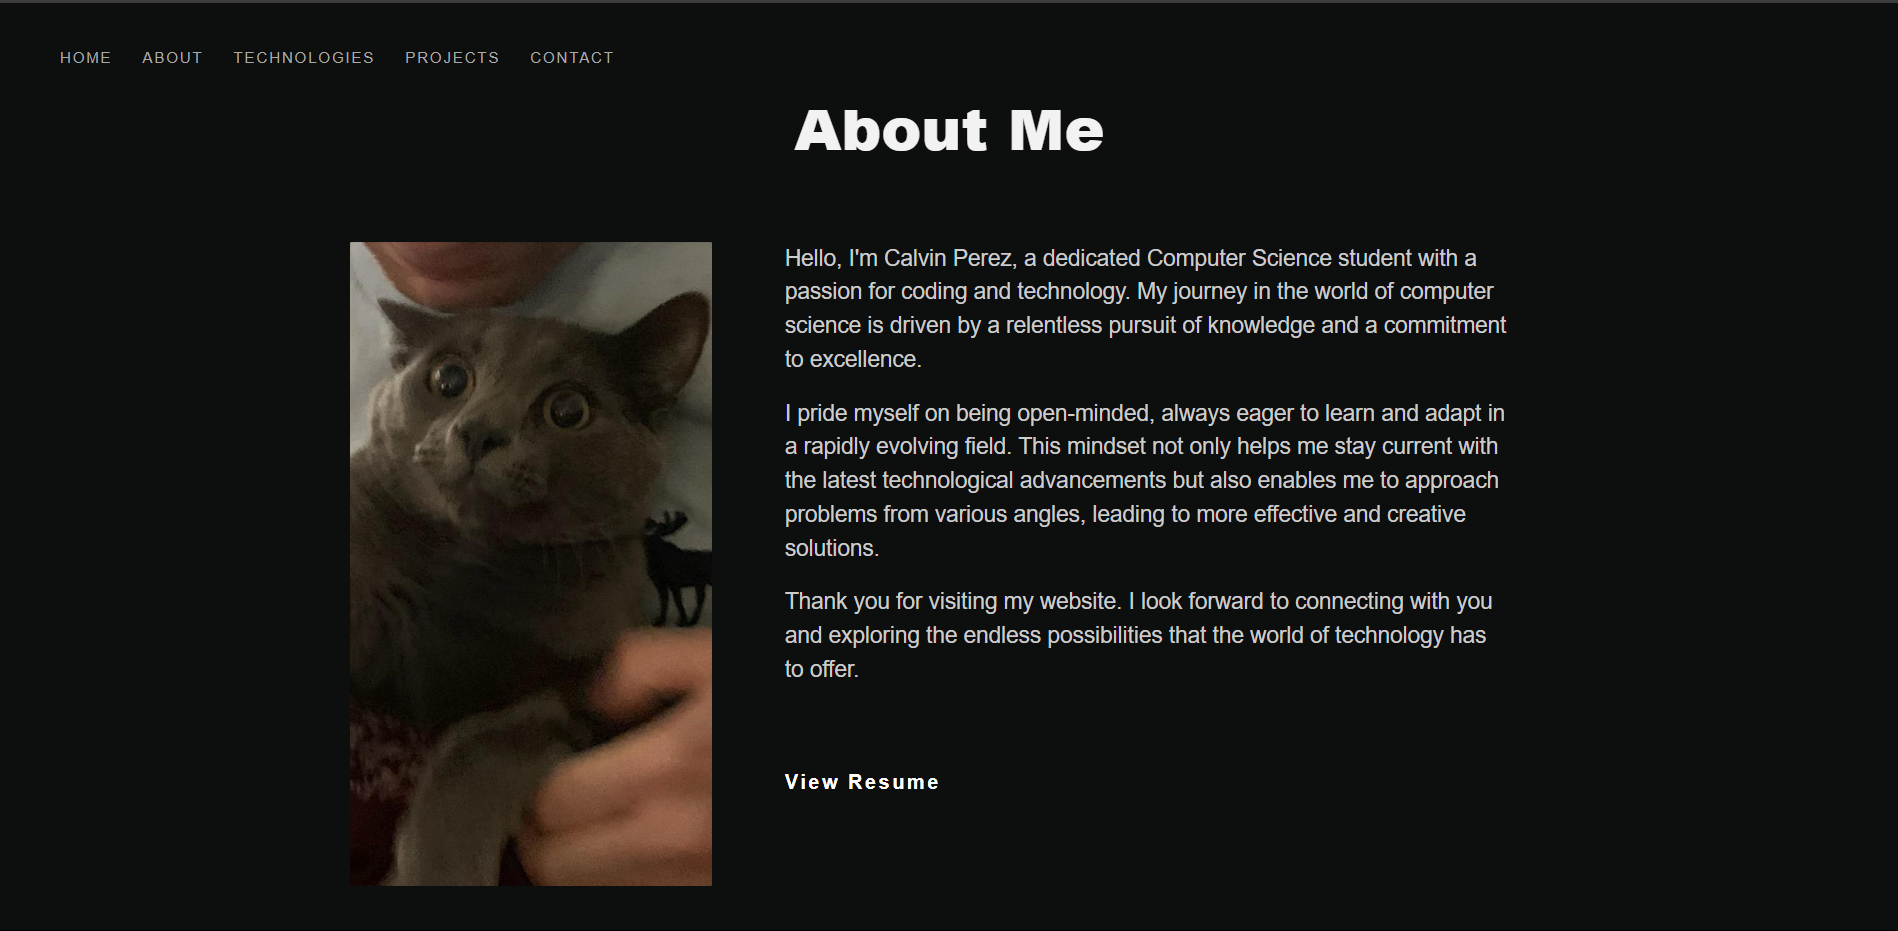 HOME ABOUT TECHNOLOGIES PROJECTS CONTACT
About Me
Hello, I'm Calvin Perez, a dedicated Computer Science student with a
passion for coding and technology. My journey in the world of computer
science is driven by a relentless pursuit of knowledge and a commitment
to excellence.
I pride myself on being open-minded, always eager to learn and adapt in
a rapidly evolving field. This mindset not only helps me stay current with
the latest technological advancements but also enables me to approach
problems from various angles, leading to more effective and creative
solutions.
Thank you for visiting my website. I look forward to connecting with you
and exploring the endless possibilities that the world of technology has
to offer.
View Resume